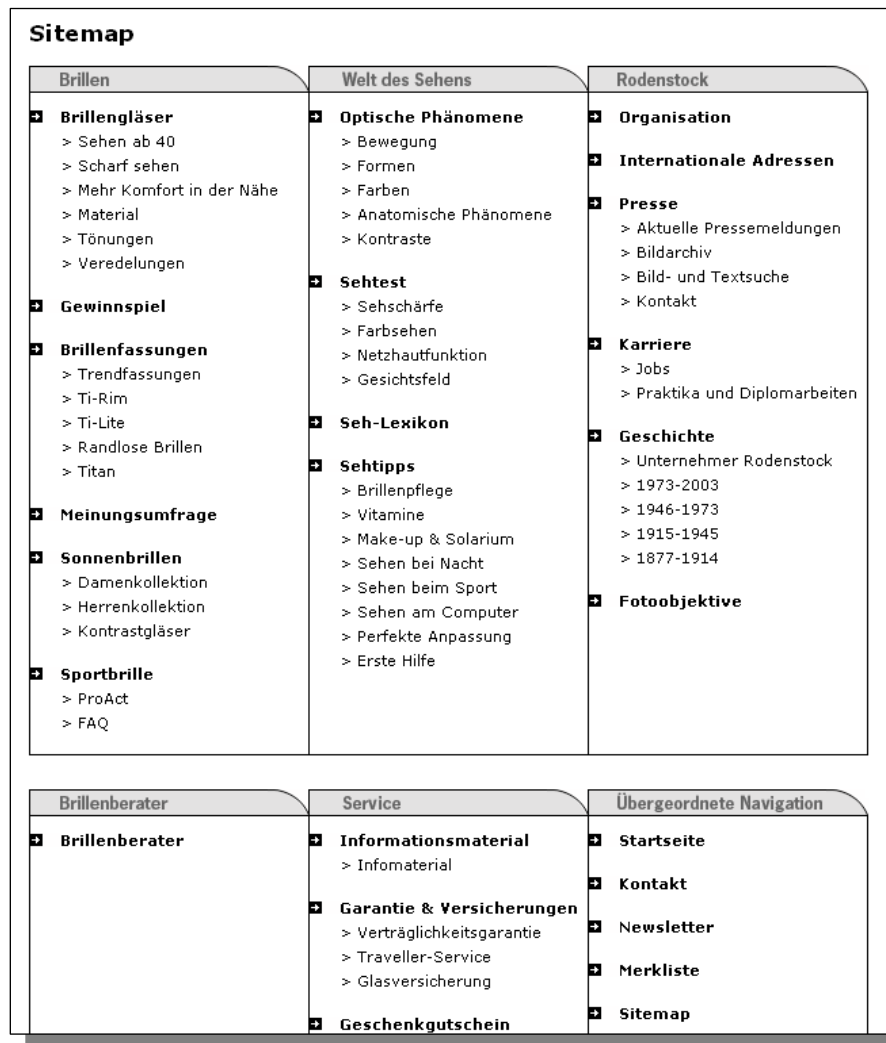 Sitemap
Brillen
Brillengläser
> Sehen ab 40
> Scharf sehen
> Mehr Komfort in der Nähe
> Material
> Tönungen
> Veredelungen
Gewinnspiel
Brillenfassungen
> Trendfassungen
> Ti-Rim
> Ti-Lite
> Randlose Brillen
> Titan
Meinungsumfrage
Sonnenbrillen
> Damenkollektion
> Herrenkollektion
> Kontrastgläser
Sportbrille
> ProAct
> FAQ
Welt des Sehens
Optische Phänomene
> Bewegung
> Formen
> Farben
> Anatomische Phänomene
> Kontraste
Sehtest
> Sehschärfe
> Farbsehen
> Netzhautfunktion
> Gesichtsfeld
Seh-Lexikon
Sehtipps
> Brillenpflege
> Vitamine
> Make-up & Solarium
> Sehen bei Nacht
> Sehen beim Sport
> Sehen am Computer
> Perfekte Anpassung
> Erste Hilfe
Rodenstock
Organisation
Internationale Adressen
Presse
> Aktuelle Pressemeldungen
> Bildarchiv
> Bild- und Textsuche
> Kontakt
Karriere
> Jobs
> Praktika und Diplomarbeiten
Geschichte
> Unternehmer Rodenstock
> 1973-2003
> 1946-1973
> 1915-1945
> 1877-1914
Fotoobjektive
Brillenberater
Brillenberater
Service
Informationsmaterial
> Infomaterial
Garantie & Versicherungen
> Verträglichkeitsgarantie
> Traveller-Service
> Glasversicherung
Geschenkgutschein
Übergeordnete Navigation
Startseite
Kontakt
Newsletter
Merkliste
Sitemap